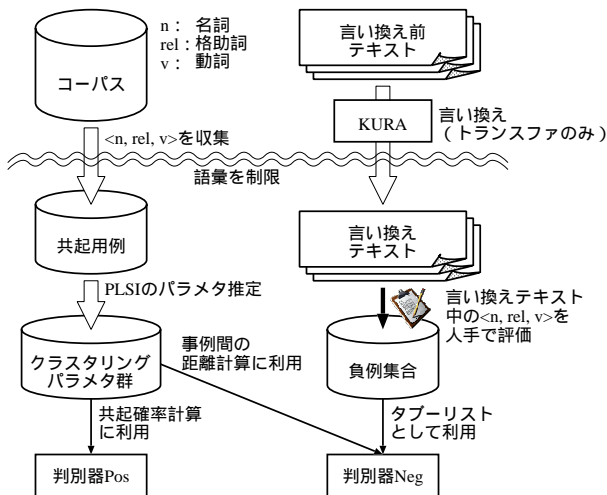 n： 名詞
rel：格助詞
v： 動詞
コーパス
<n, rel, v>を収集
言い換え前
テキスト
KURA
言い換え
（トランスファのみ）
語彙を制限
共起用例
言い換え
テキスト
PLSIのパラメタ推定
言い換えテキスト
中の<n, rel, v>を
人手で評価
クラスタリング
パラメタ群
事例間の
距離計算に利用
負例集合
共起確率計算
に利用
タブーリスト
として利用
判別器Pos
判別器Neg